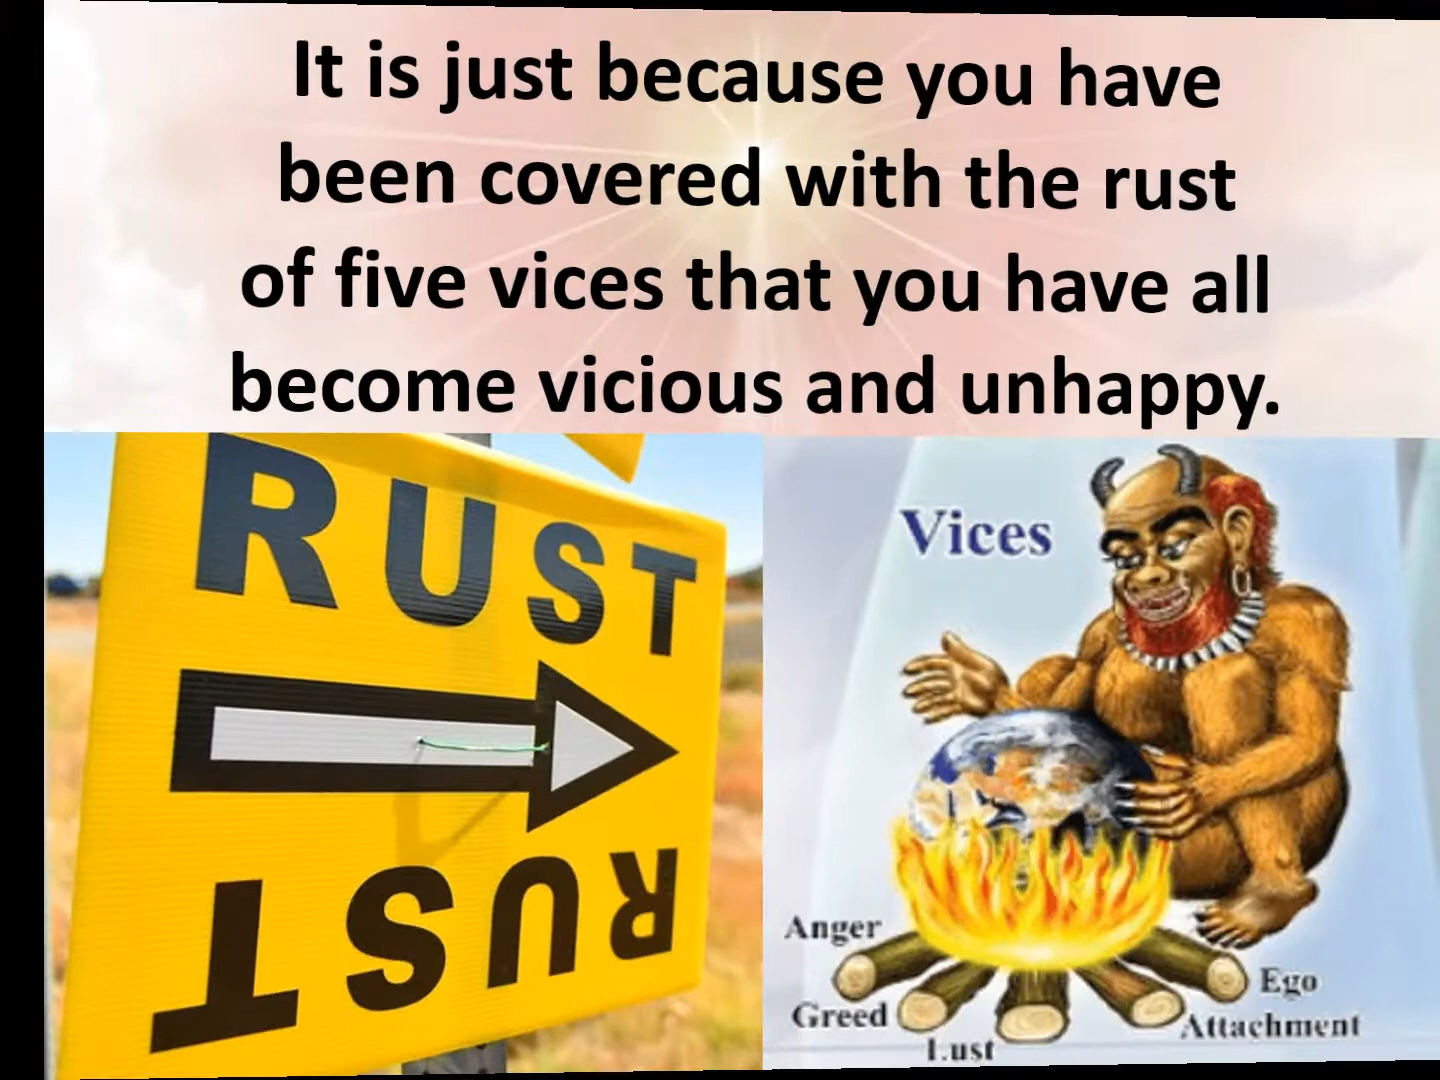 It is just because you have
been covered with the rust
of five vices that you have all
become vicious and unhappy.
RUST
RUST
Vices
Anger
Greed
Lust
Ego
Attachment